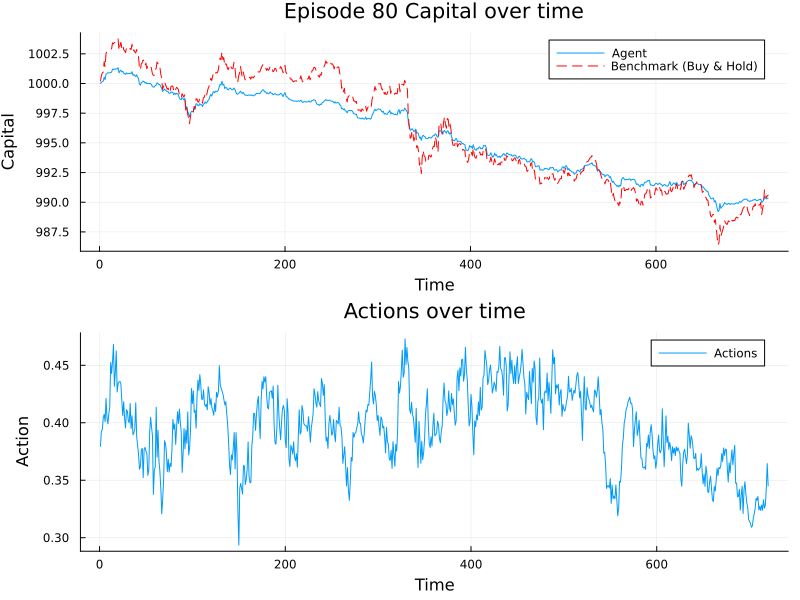 Episode 80 Capital over time
Capital
1002.5
1000.0
997.5
995.0
992.5
990.0
987.5
Agent
Benchmark (Buy & Hold)
0 200 400 600
Time
Actions over time
Action
0.45
0.40
0.35
0.30
Actions
0 200 400 600
Time